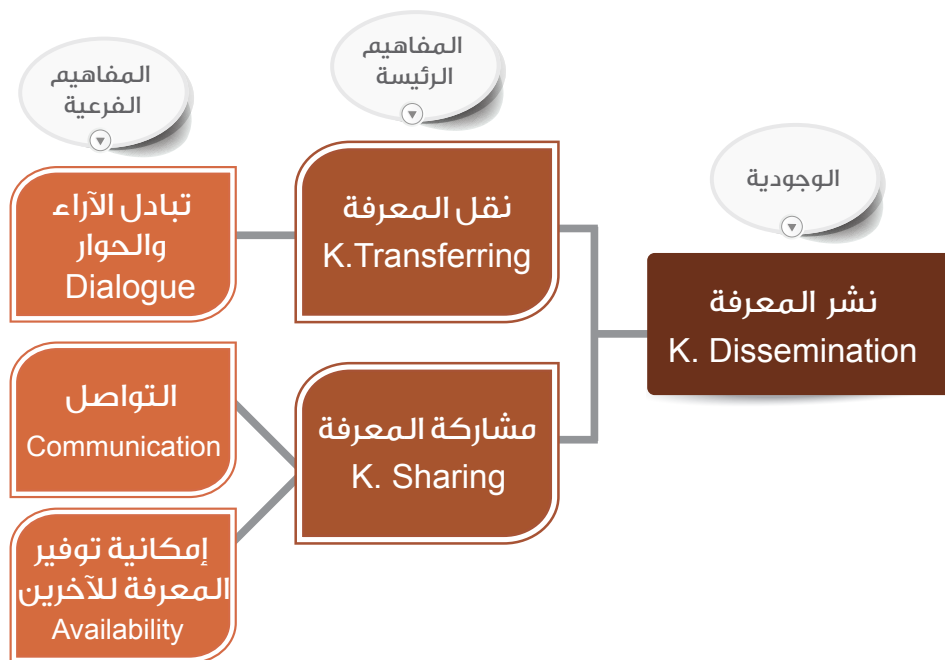 الوجودية
نشر المعرفة
K. Dissemination
المفاهيم
الرئيسة
نقل المعرفة
K.Transferring
مشاركة المعرفة
K. Sharing
المفاهيم
الفرعية
تبادل الآراء
والحوار
Dialogue
التواصل
Communication
إمكانية توفير
المعرفة للآخرين
Availability